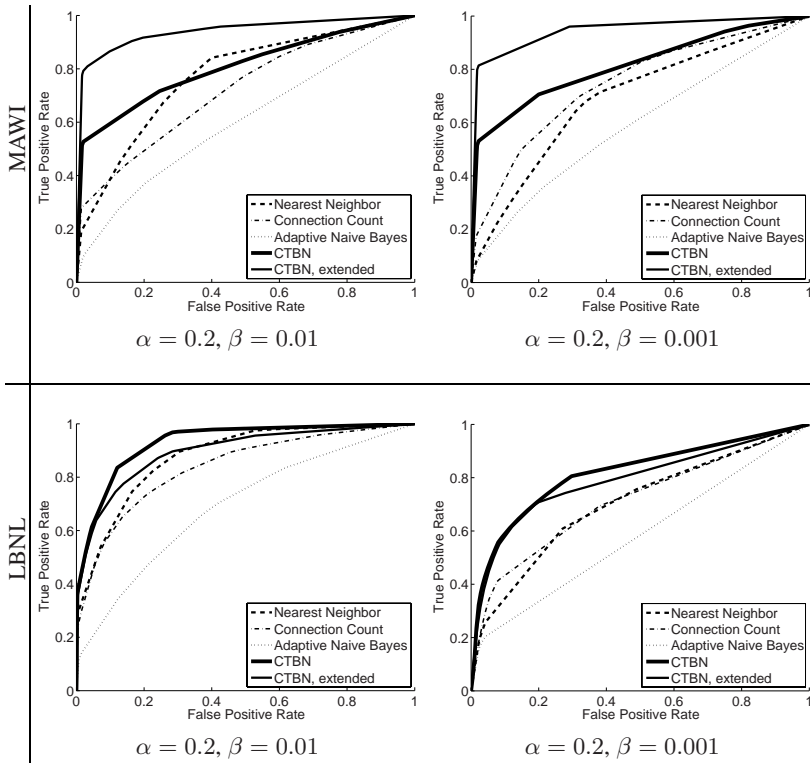 MAWI
True Positive Rate
1
0.8
0.6
0.4
0.2
0
0 0.2 0.4 0.6 0.8 1
False Positive Rate
Nearest Neighbor
Connection Count
Adaptive Naive Bayes
CTBN
CTBN, extended
α = 0.2, β = 0.01
True Positive Rate
1
0.8
0.6
0.4
0.2
0
0 0.2 0.4 0.6 0.8 1
False Positive Rate
Nearest Neighbor
Connection Count
Adaptive Naive Bayes
CTBN
CTBN, extended
α = 0.2, β = 0.001
LBNL
True Positive Rate
1
0.8
0.6
0.4
0.2
0
0 0.2 0.4 0.6 0.8 1
False Positive Rate
Nearest Neighbor
Connection Count
Adaptive Naive Bayes
CTBN
CTBN, extended
α = 0.2, β = 0.01
True Positive Rate
1
0.8
0.6
0.4
0.2
0
0 0.2 0.4 0.6 0.8 1
False Positive Rate
Nearest Neighbor
Connection Count
Adaptive Naive Bayes
CTBN
CTBN, extended
α = 0.2, β = 0.001